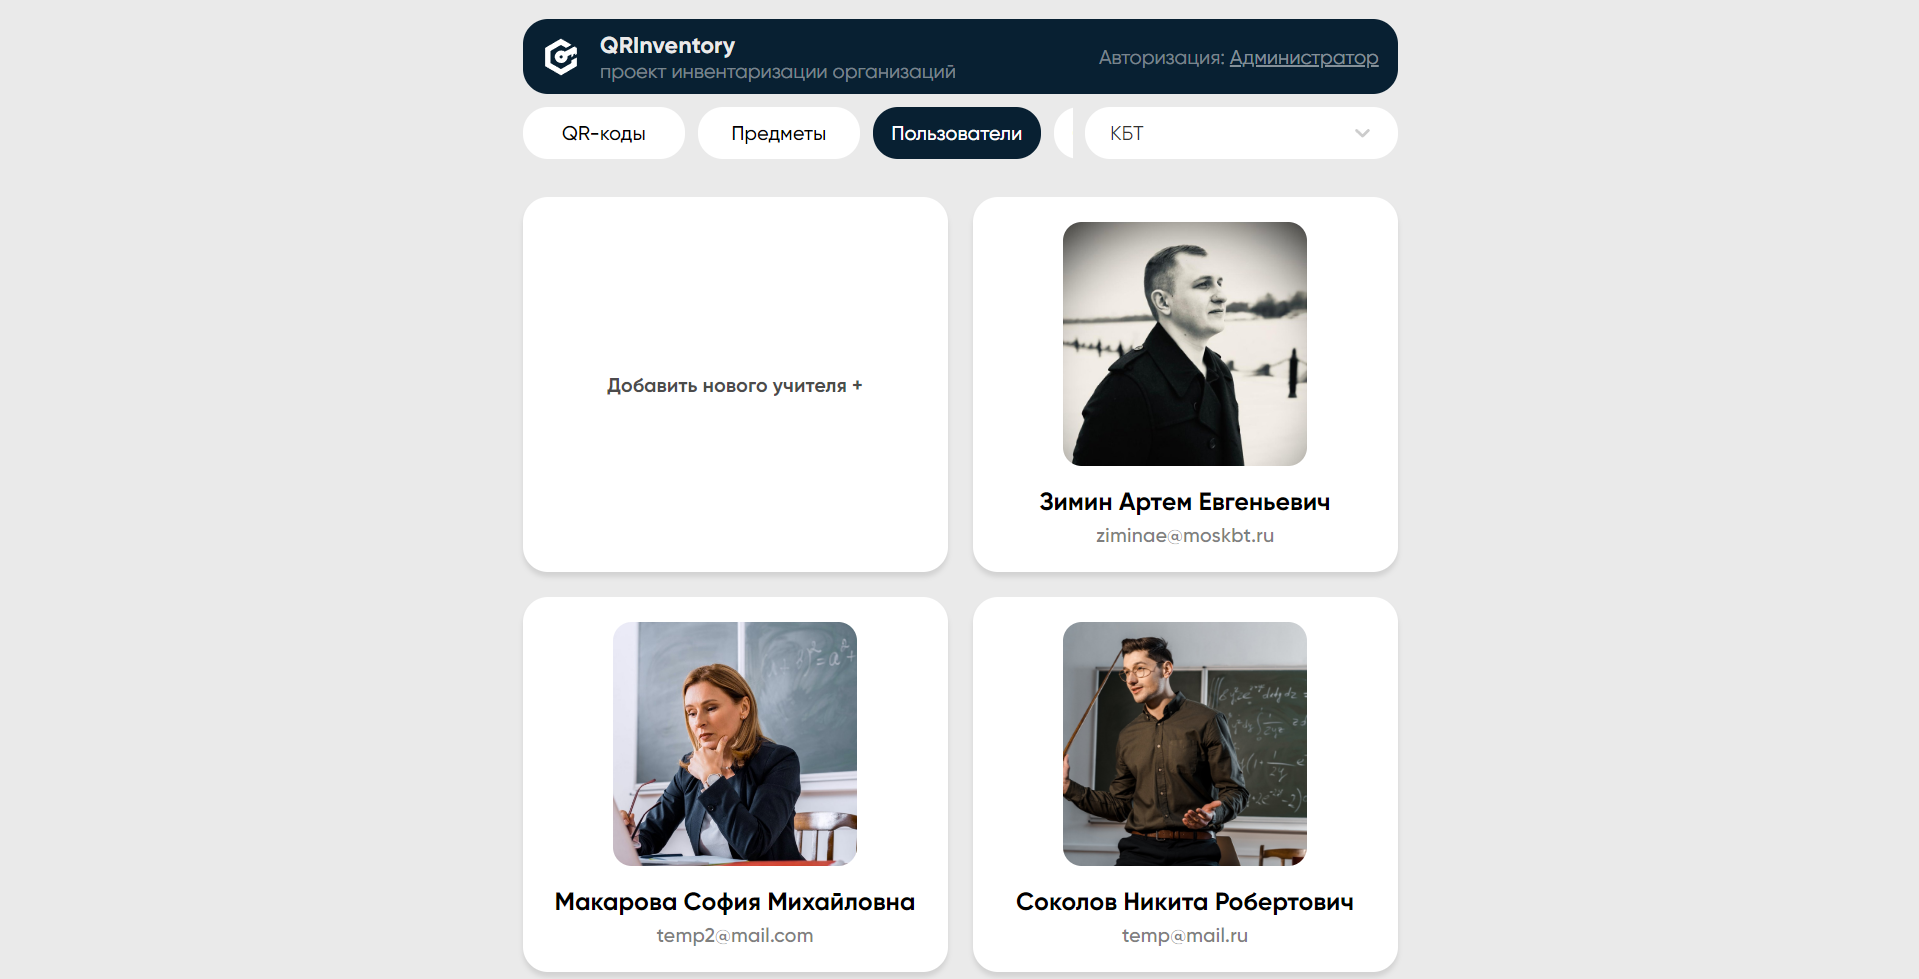 QRInventory
проект инвентаризации организаций
Авторизация: Администратор
QR-коды
Предметы
Пользователи
КБТ
Добавить нового учителя +
Зимин Артем Евгеньевич
ziminae@moskbt.ru
Макарова София Михайловна
temp2@mail.com
Соколов Никита Робертович
temp@mail.ru